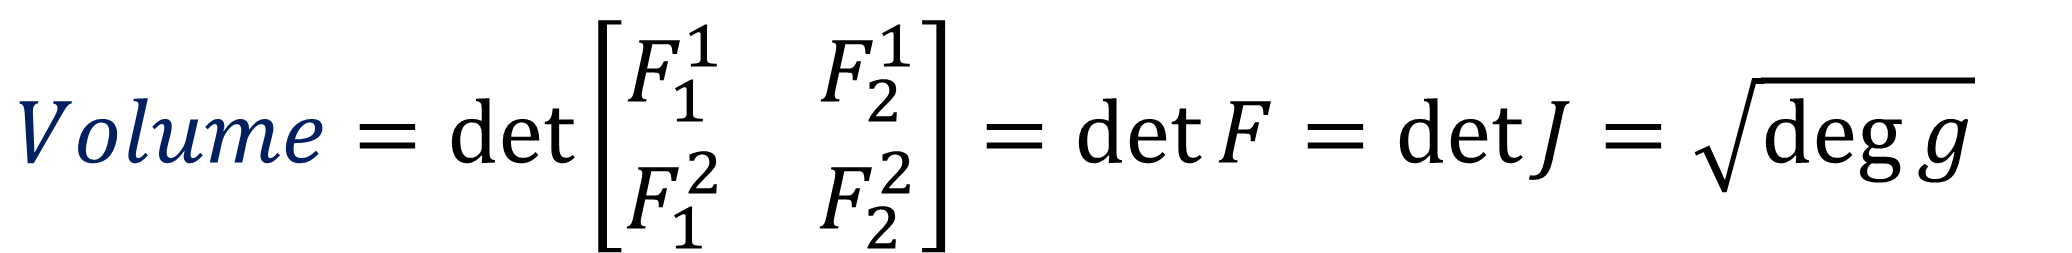 Volume = det [F_1^1 F_2^1; F_1^2 F_2^2] = det F = det J = √(deg g)